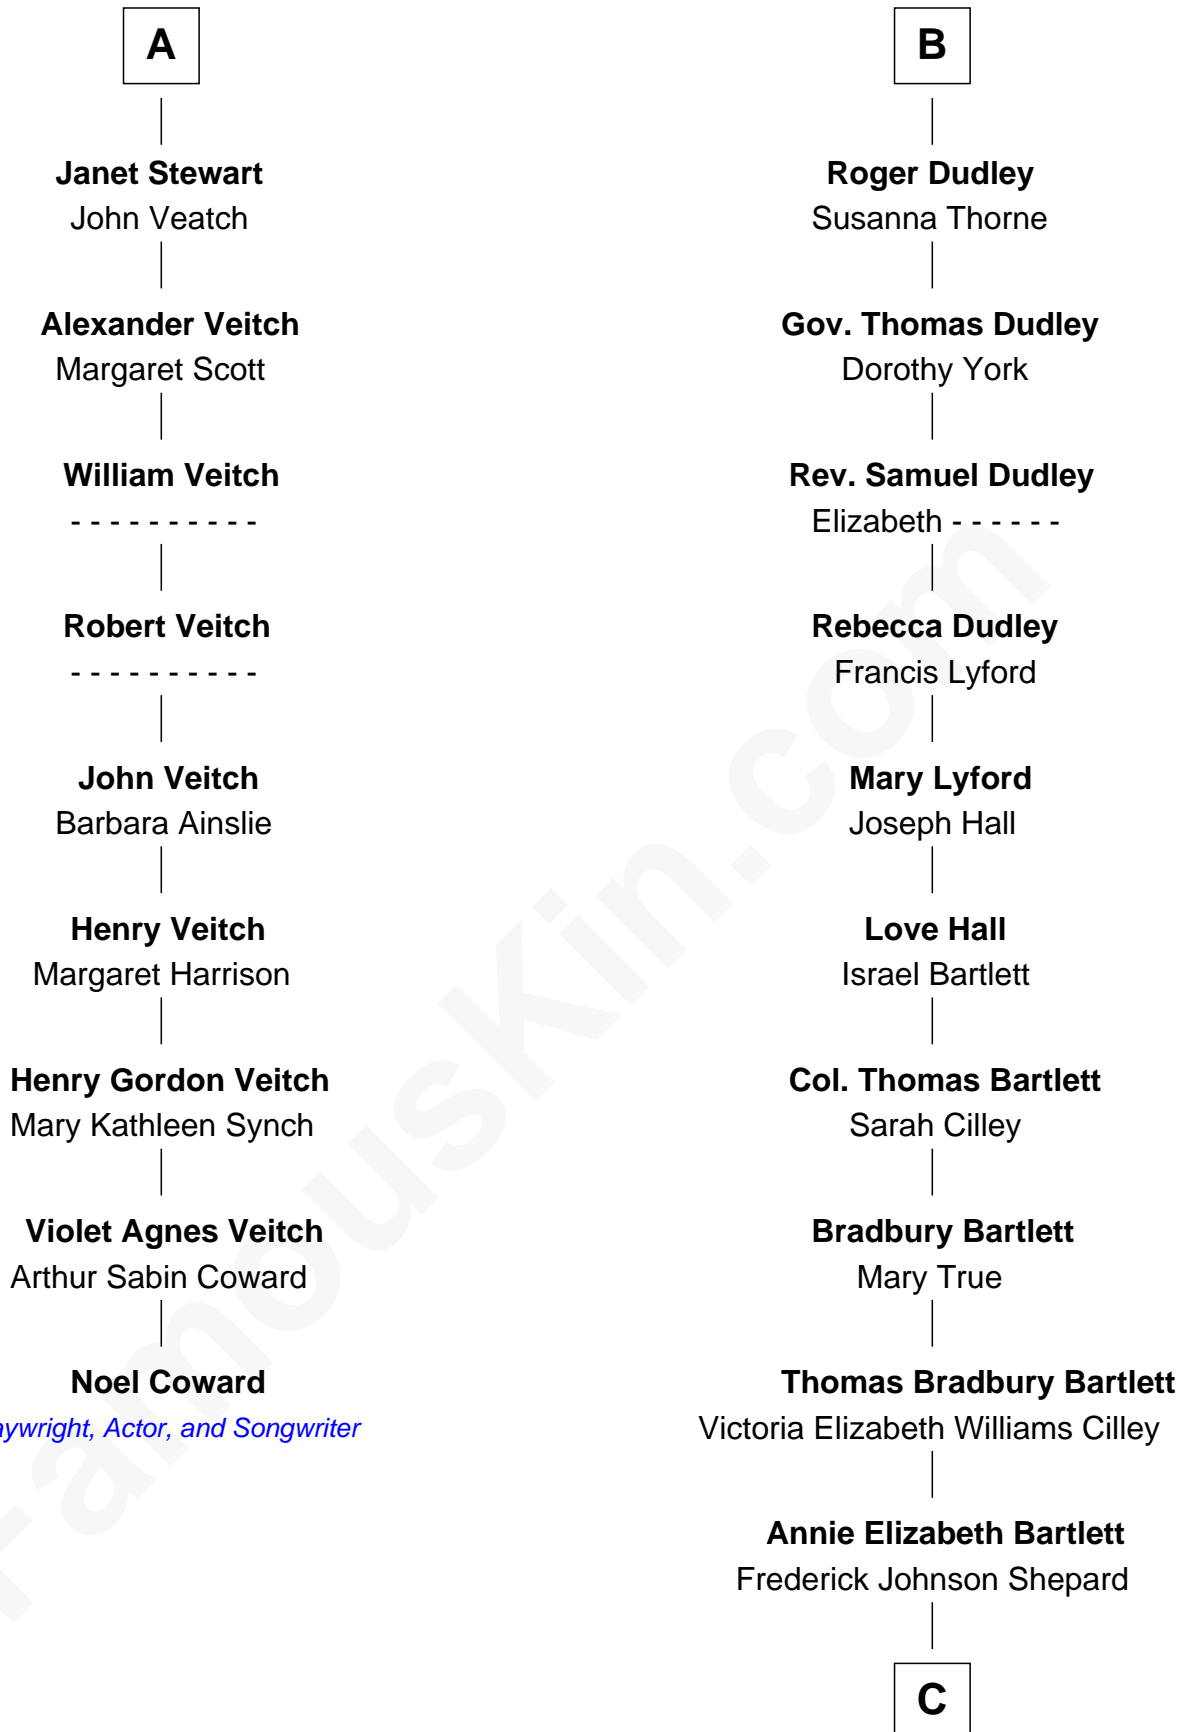 A
Janet Stewart
John Veatch
Alexander Veitch
Margaret Scott
William Veitch
- - - - - - - - - -
Robert Veitch
- - - - - - - - - -
John Veitch
Barbara Ainslie
Henry Veitch
Margaret Harrison
Henry Gordon Veitch
Mary Kathleen Synch
Violet Agnes Veitch
Arthur Sabin Coward
Noel Coward
Actor, and Songwriter
B
Roger Dudley
Susanna Thorne
Gov. Thomas Dudley
Dorothy York
Rev. Samuel Dudley
Elizabeth - - - - - -
Rebecca Dudley
Francis Lyford
Mary Lyford
Joseph Hall
Love Hall
Israel Bartlett
Col. Thomas Bartlett
Sarah Cilley
Bradbury Bartlett
Mary True
Thomas Bradbury Bartlett
Victoria Elizabeth Williams Cilley
Annie Elizabeth Bartlett
Frederick Johnson Shepard
C
FamousKin.com